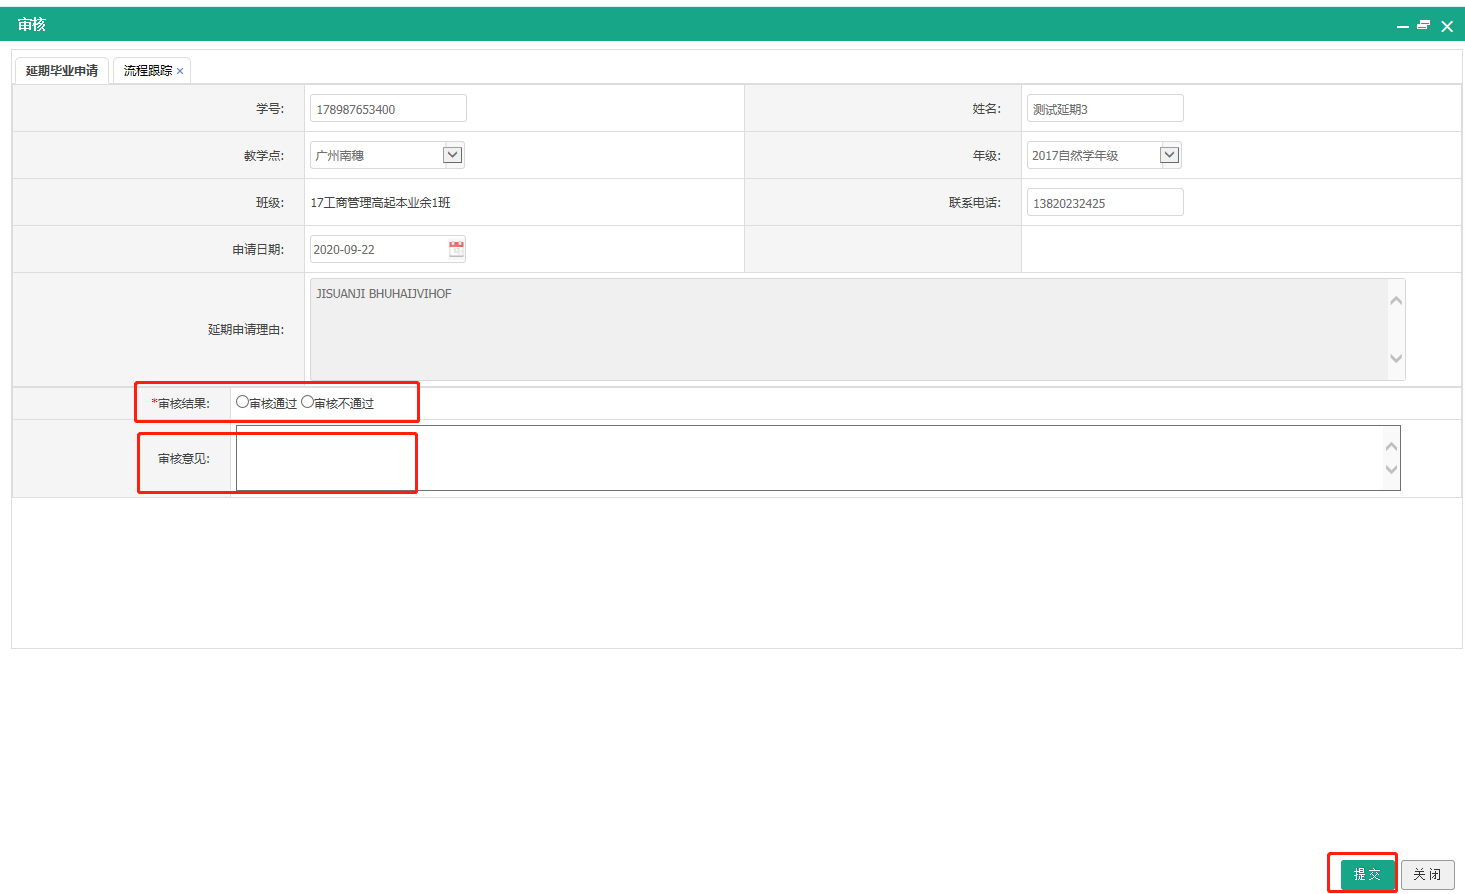 审核
延期毕业申请 流程跟踪 ×
学号: 178987653400 姓名: 测试延期3
教学点: 广州南穗 年级: 2017自然学年级
班级: 17工商管理高起本业余1班 联系电话: 13820232425
申请日期: 2020-09-22
延期申请理由: JISUANJI BHUHAIJVIHOF
*审核结果: 审核通过 审核不通过
审核意见:
提交 关闭